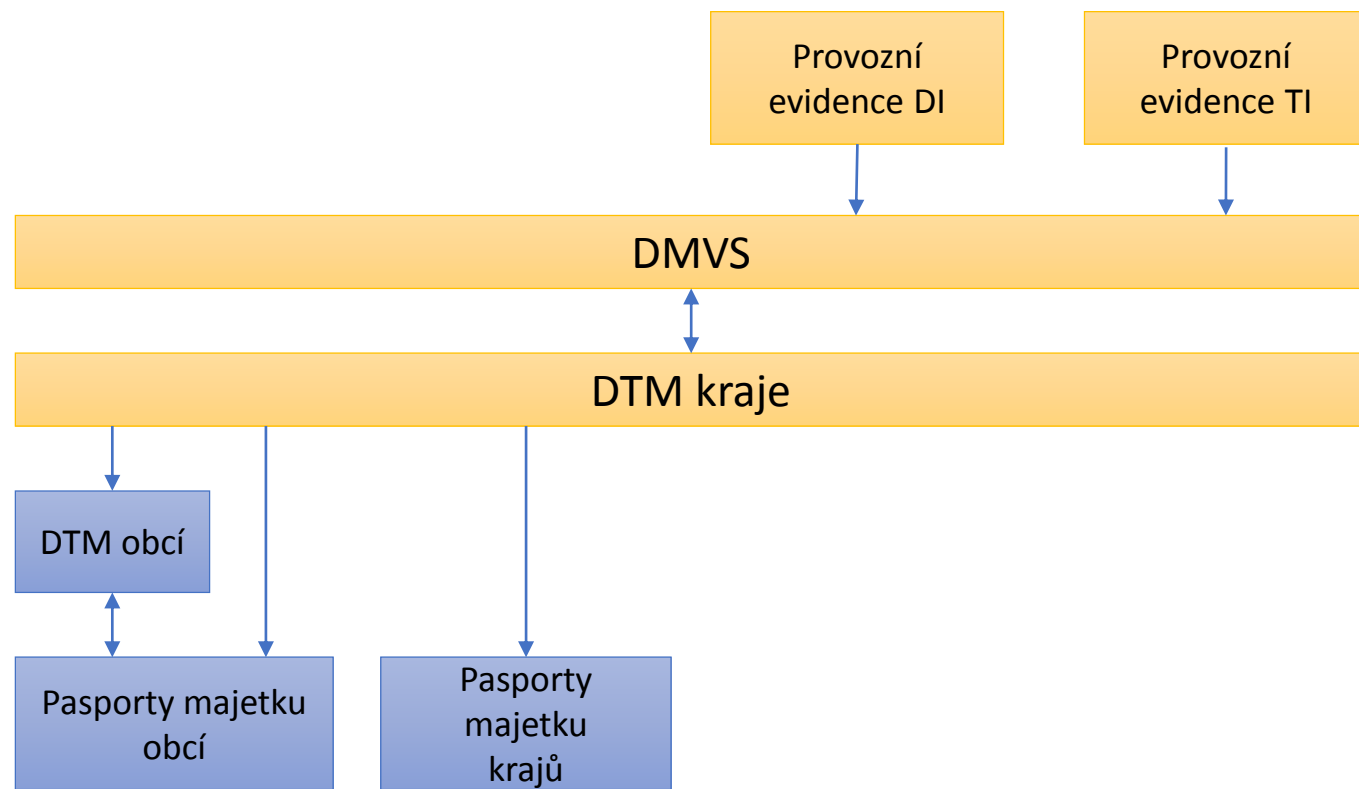 Provozní
evidence DI
Provozní
evidence TI
DMVS
DTM kraje
DTM obcí
Pasporty majetku
obcí
Pasporty
majetku
krajů